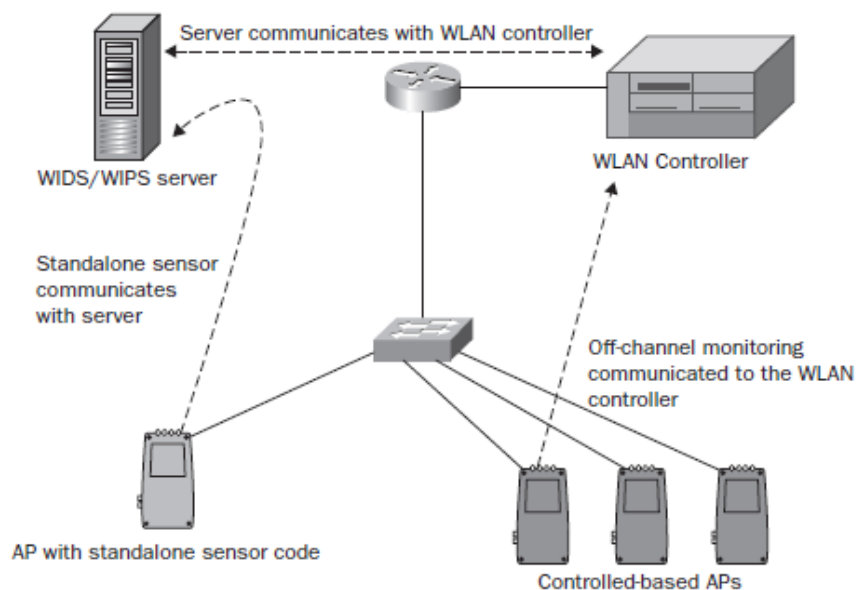 Server communicates with WLAN controller
WIDS/WIPS server
WLAN Controller
Standalone sensor
communicates
with server
Off-channel monitoring
communicated to the WLAN
controller
AP with standalone sensor code
Controlled-based APs